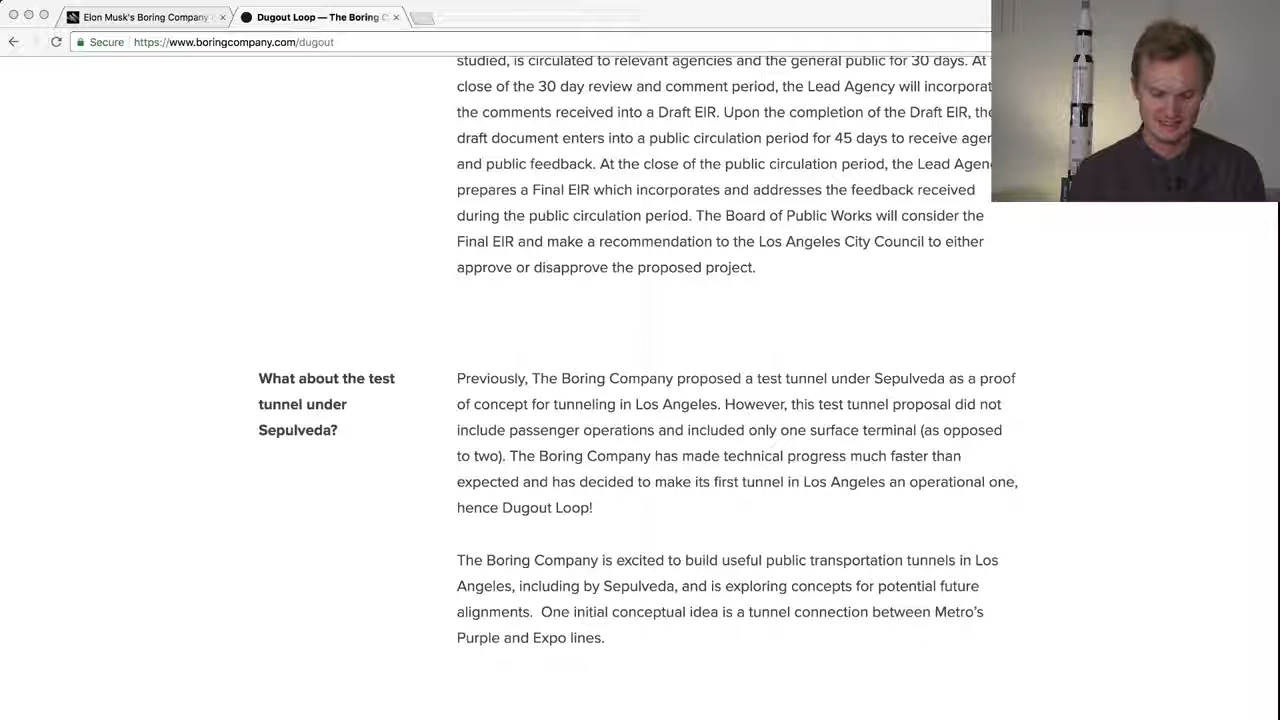 Elon Musk's Boring Company
Dugout Loop — The Boring C
Secure
https://www.boringcompany.com/dugout
studied, is circulated to relevant agencies and the general public for 30 days. At
close of the 30 day review and comment period, the Lead Agency will incorporat
the comments received into a Draft EIR. Upon the completion of the Draft EIR, the
draft document enters into a public circulation period for 45 days to receive agen
and public feedback. At the close of the public circulation period, the Lead Agenc
prepares a Final EIR which incorporates and addresses the feedback received
during the public circulation period. The Board of Public Works will consider the
Final EIR and make a recommendation to the Los Angeles City Council to either
approve or disapprove the proposed project.
What about the test
tunnel under
Sepulveda?
Previously, The Boring Company proposed a test tunnel under Sepulveda as a proof
of concept for tunneling in Los Angeles. However, this test tunnel proposal did not
include passenger operations and included only one surface terminal (as opposed
to two). The Boring Company has made technical progress much faster than
expected and has decided to make its first tunnel in Los Angeles an operational one,
hence Dugout Loop!
The Boring Company is excited to build useful public transportation tunnels in Los
Angeles, including by Sepulveda, and is exploring concepts for potential future
alignments. One initial conceptual idea is a tunnel connection between Metro's
Purple and Expo lines.